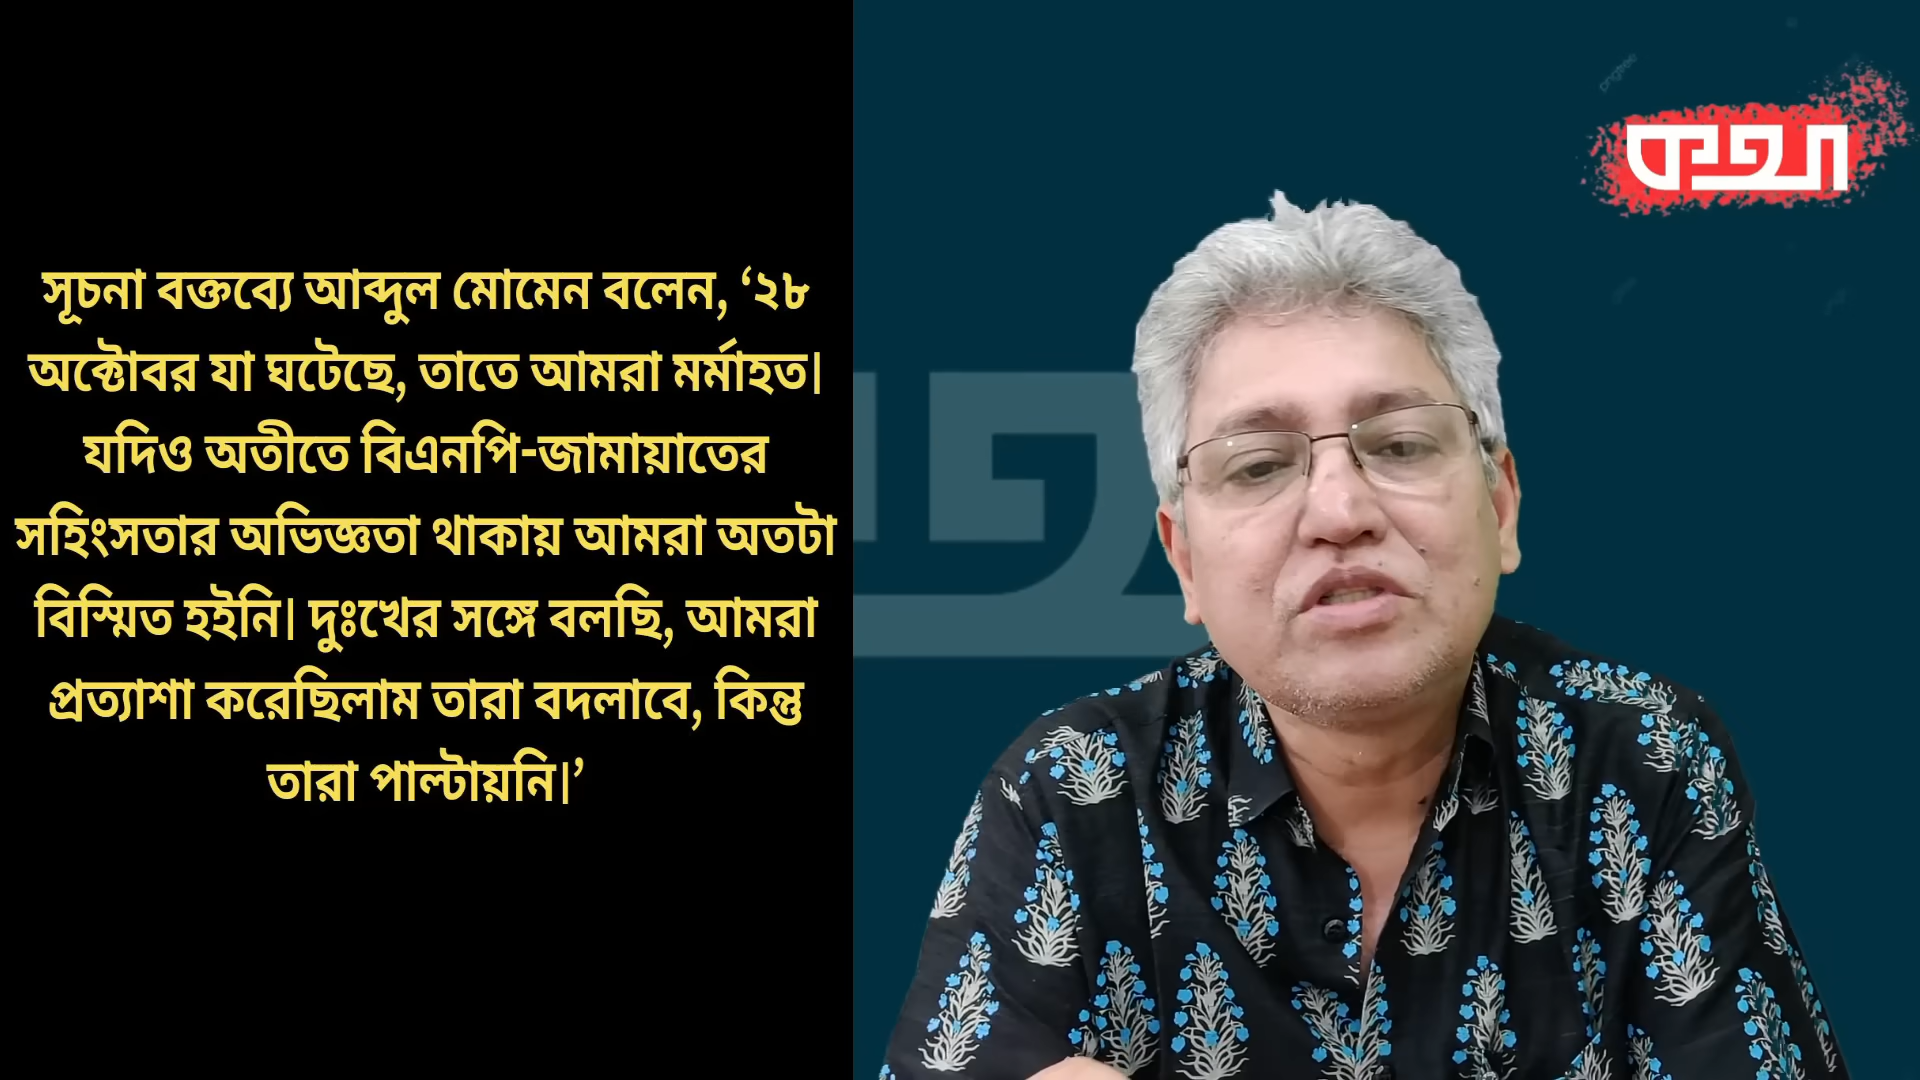 সূচনা বক্তব্যে আব্দুল মোমেন বলেন, ‘২৮
অক্টোবর যা ঘটেছে, তাতে আমরা মর্মাহত।
যদিও অতীতে বিএনপি-জামায়াতের
সহিংসতার অভিজ্ঞতা থাকায় আমরা অতটা
বিস্মিত হইনি। দুঃখের সঙ্গে বলছি, আমরা
প্রত্যাশা করেছিলাম তারা বদলাবে, কিন্তু
তারা পাল্টায়নি।’
কথা